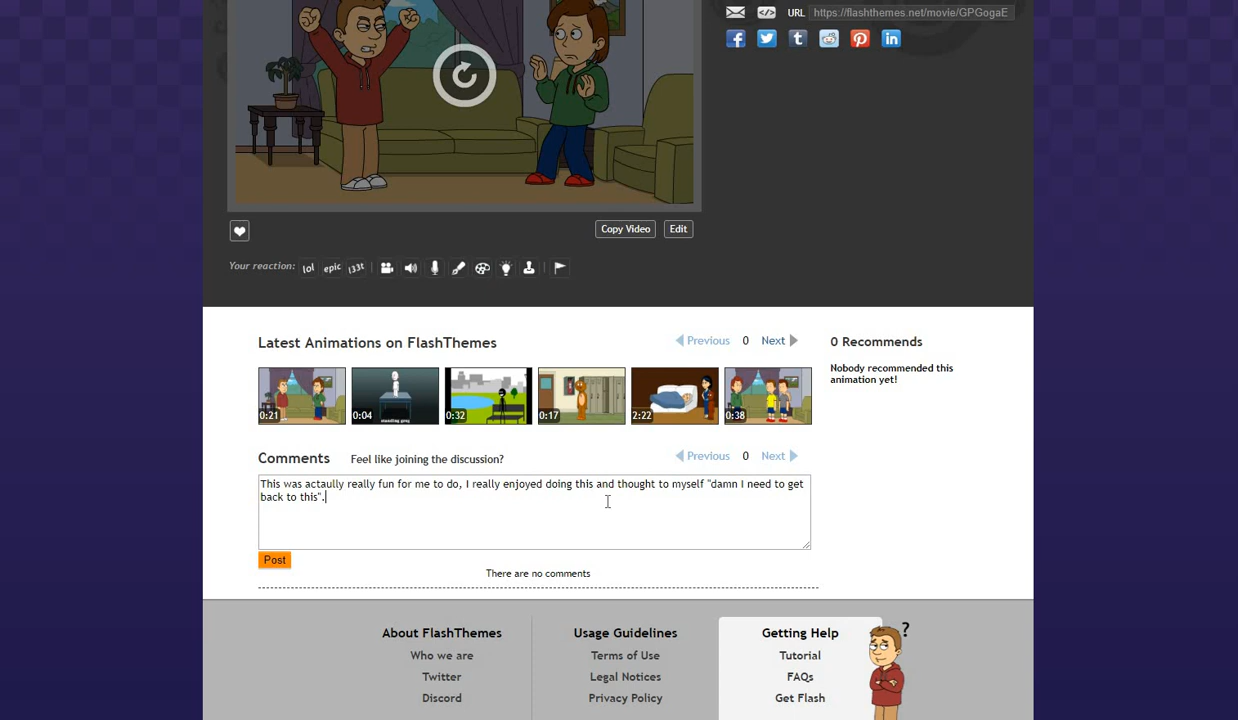 URL https://flashthemes.net/movie/GPGogaE
Copy Video Edit
Your reaction: lol epic l33t
Latest Animations on FlashThemes
Previous 0 Next
0 Recommends
Nobody recommended this
animation yet!
0:21 0:04 0:32 0:17 2:22 0:38
Comments Feel like joining the discussion?
Previous 0 Next
This was actaully really fun for me to do, I really enjoyed doing this and thought to myself "damn I need to get
back to this".
Post
There are no comments
About FlashThemes
Who we are
Twitter
Discord
Usage Guidelines
Terms of Use
Legal Notices
Privacy Policy
Getting Help
Tutorial
FAQs
Get Flash
?